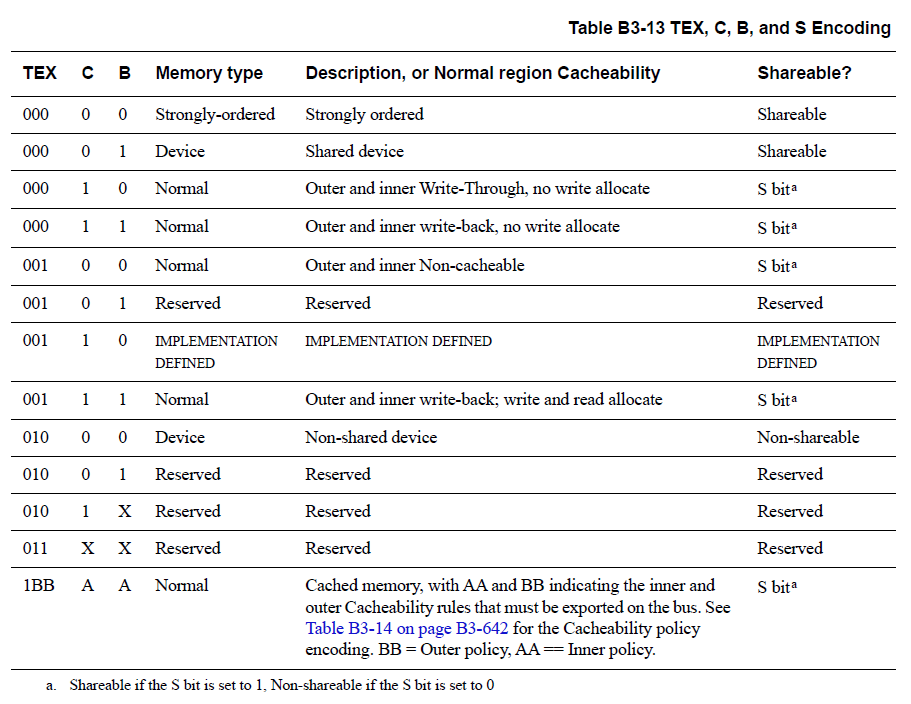 Table B3-13 TEX, C, B, and S Encoding
TEX C B Memory type Description, or Normal region Cacheability Shareable?
000 0 0 Strongly-ordered Strongly ordered Shareable
000 0 1 Device Shared device Shareable
000 1 0 Normal Outer and inner Write-Through, no write allocate S bit a
000 1 1 Normal Outer and inner write-back, no write allocate S bit a
001 0 0 Normal Outer and inner Non-cacheable S bit a
001 0 1 Reserved Reserved Reserved
001 1 0 IMPLEMENTATION IMPLEMENTATION DEFINED IMPLEMENTATION
DEFINED DEFINED
001 1 1 Normal Outer and inner write-back; write and read allocate S bit a
010 0 0 Device Non-shared device Non-shareable
010 0 1 Reserved Reserved Reserved
010 1 X Reserved Reserved Reserved
011 X X Reserved Reserved Reserved
1BB A A Normal Cached memory, with AA and BB indicating the inner and S bit a
outer Cacheability rules that must be exported on the bus. See
Table B3-14 on page B3-642 for the Cacheability policy
encoding. BB = Outer policy, AA == Inner policy.
a. Shareable if the S bit is set to 1, Non-shareable if the S bit is set to 0